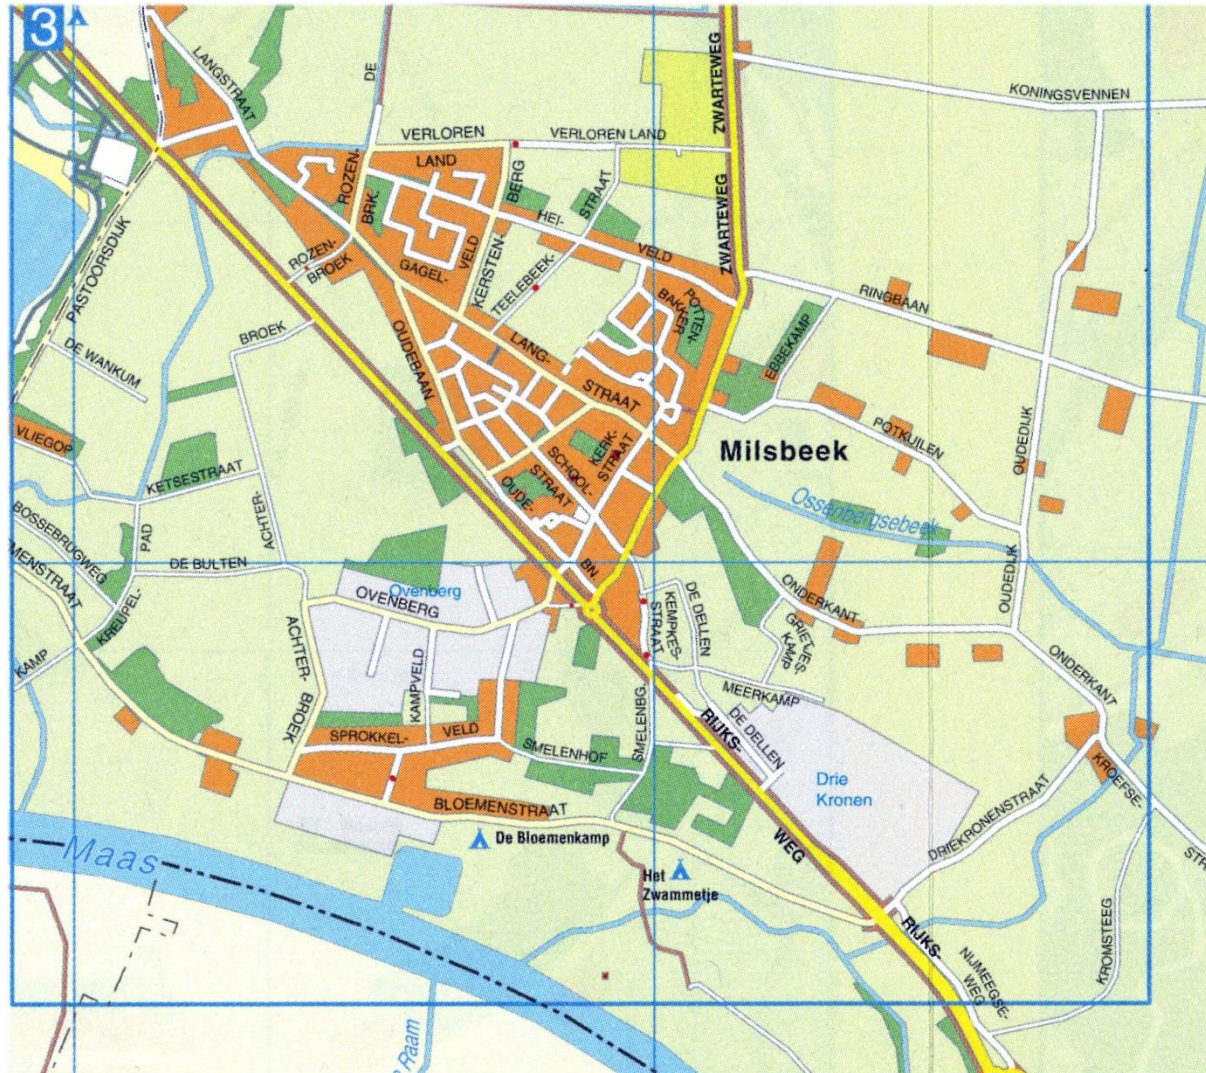 3
LANGSTRAAT
DE
ZWARTEWEG
KONINGSVENNEN
VERLOREN
VERLOREN LAND
LAND
ROZEN-
BRK.
BERG
STRAAT
HEI-
VELD
ZWARTEWEG
PASTOORSDIJK
ROZEN-
BROEK
GAGEL-
VELD
KERSTEN-
TEELEBEEK-
BAKKER
POTTEN-
RINGBAAN
BROEK
DE WANKUM
OUDEBAAN
LANG-
STRAAT
EBBEKAMP
VLIEGOP
KETSESTRAAT
ACHTER-
SCHOOL-
STRAAT
KERK-
STRAAT
Milsbeek
POTKUILEN
OUDEDIJK
OUDE-
BN.
Ossenbergsebeek
BOSSEBRUGWEG
MENSTRAAT
PAD
DE BULTEN
KREUPEL-
KAMP
Ovenberg
OVENBERG
DE DELLEN
KEMPKES-
STRAAT
GRIETJES-
KAMP
ONDERKANT
OUDEDIJK
ONDERKANT
ACHTER-
BROEK
KAMPVELD
SPROKKEL-
VELD
SMELENHOF
SMELENBG.
MEERKAMP
RIJKS-
DE DELLEN
Drie
Kronen
KROEFSE-
STR
BLOEMENSTRAAT
De Bloemenkamp
WEG
DRIEKRONENSTRAAT
Maas
Het
Zwammetje
RIJKS-
NIJMEEGSE-
WEG
KROMSTEEG
Raam